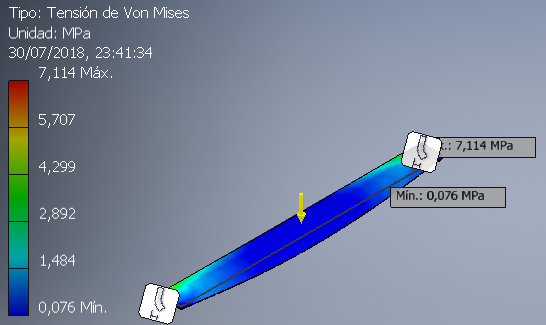 Tipo: Tensión de Von Mises
Unidad: MPa
30/07/2018, 23:41:34
7,114 Máx.
5,707
4,299
2,892
1,484
0,076 Mín.
.: 7,114 MPa
Mín.: 0,076 MPa